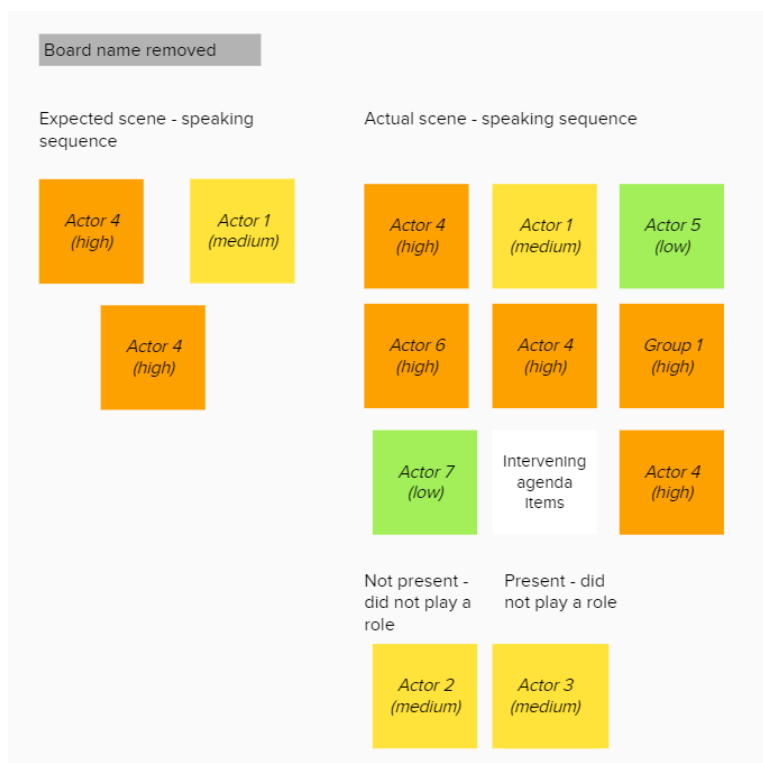 Board name removed
Expected scene - speaking
sequence
Actor 4
(high)
Actor 1
(medium)
Actor 4
(high)
Actual scene - speaking sequence
Actor 4
(high)
Actor 1
(medium)
Actor 5
(low)
Actor 6
(high)
Actor 4
(high)
Group 1
(high)
Actor 7
(low)
Intervening
agenda
items
Actor 4
(high)
Not present -
did not play a
role
Present - did
not play a role
Actor 2
(medium)
Actor 3
(medium)